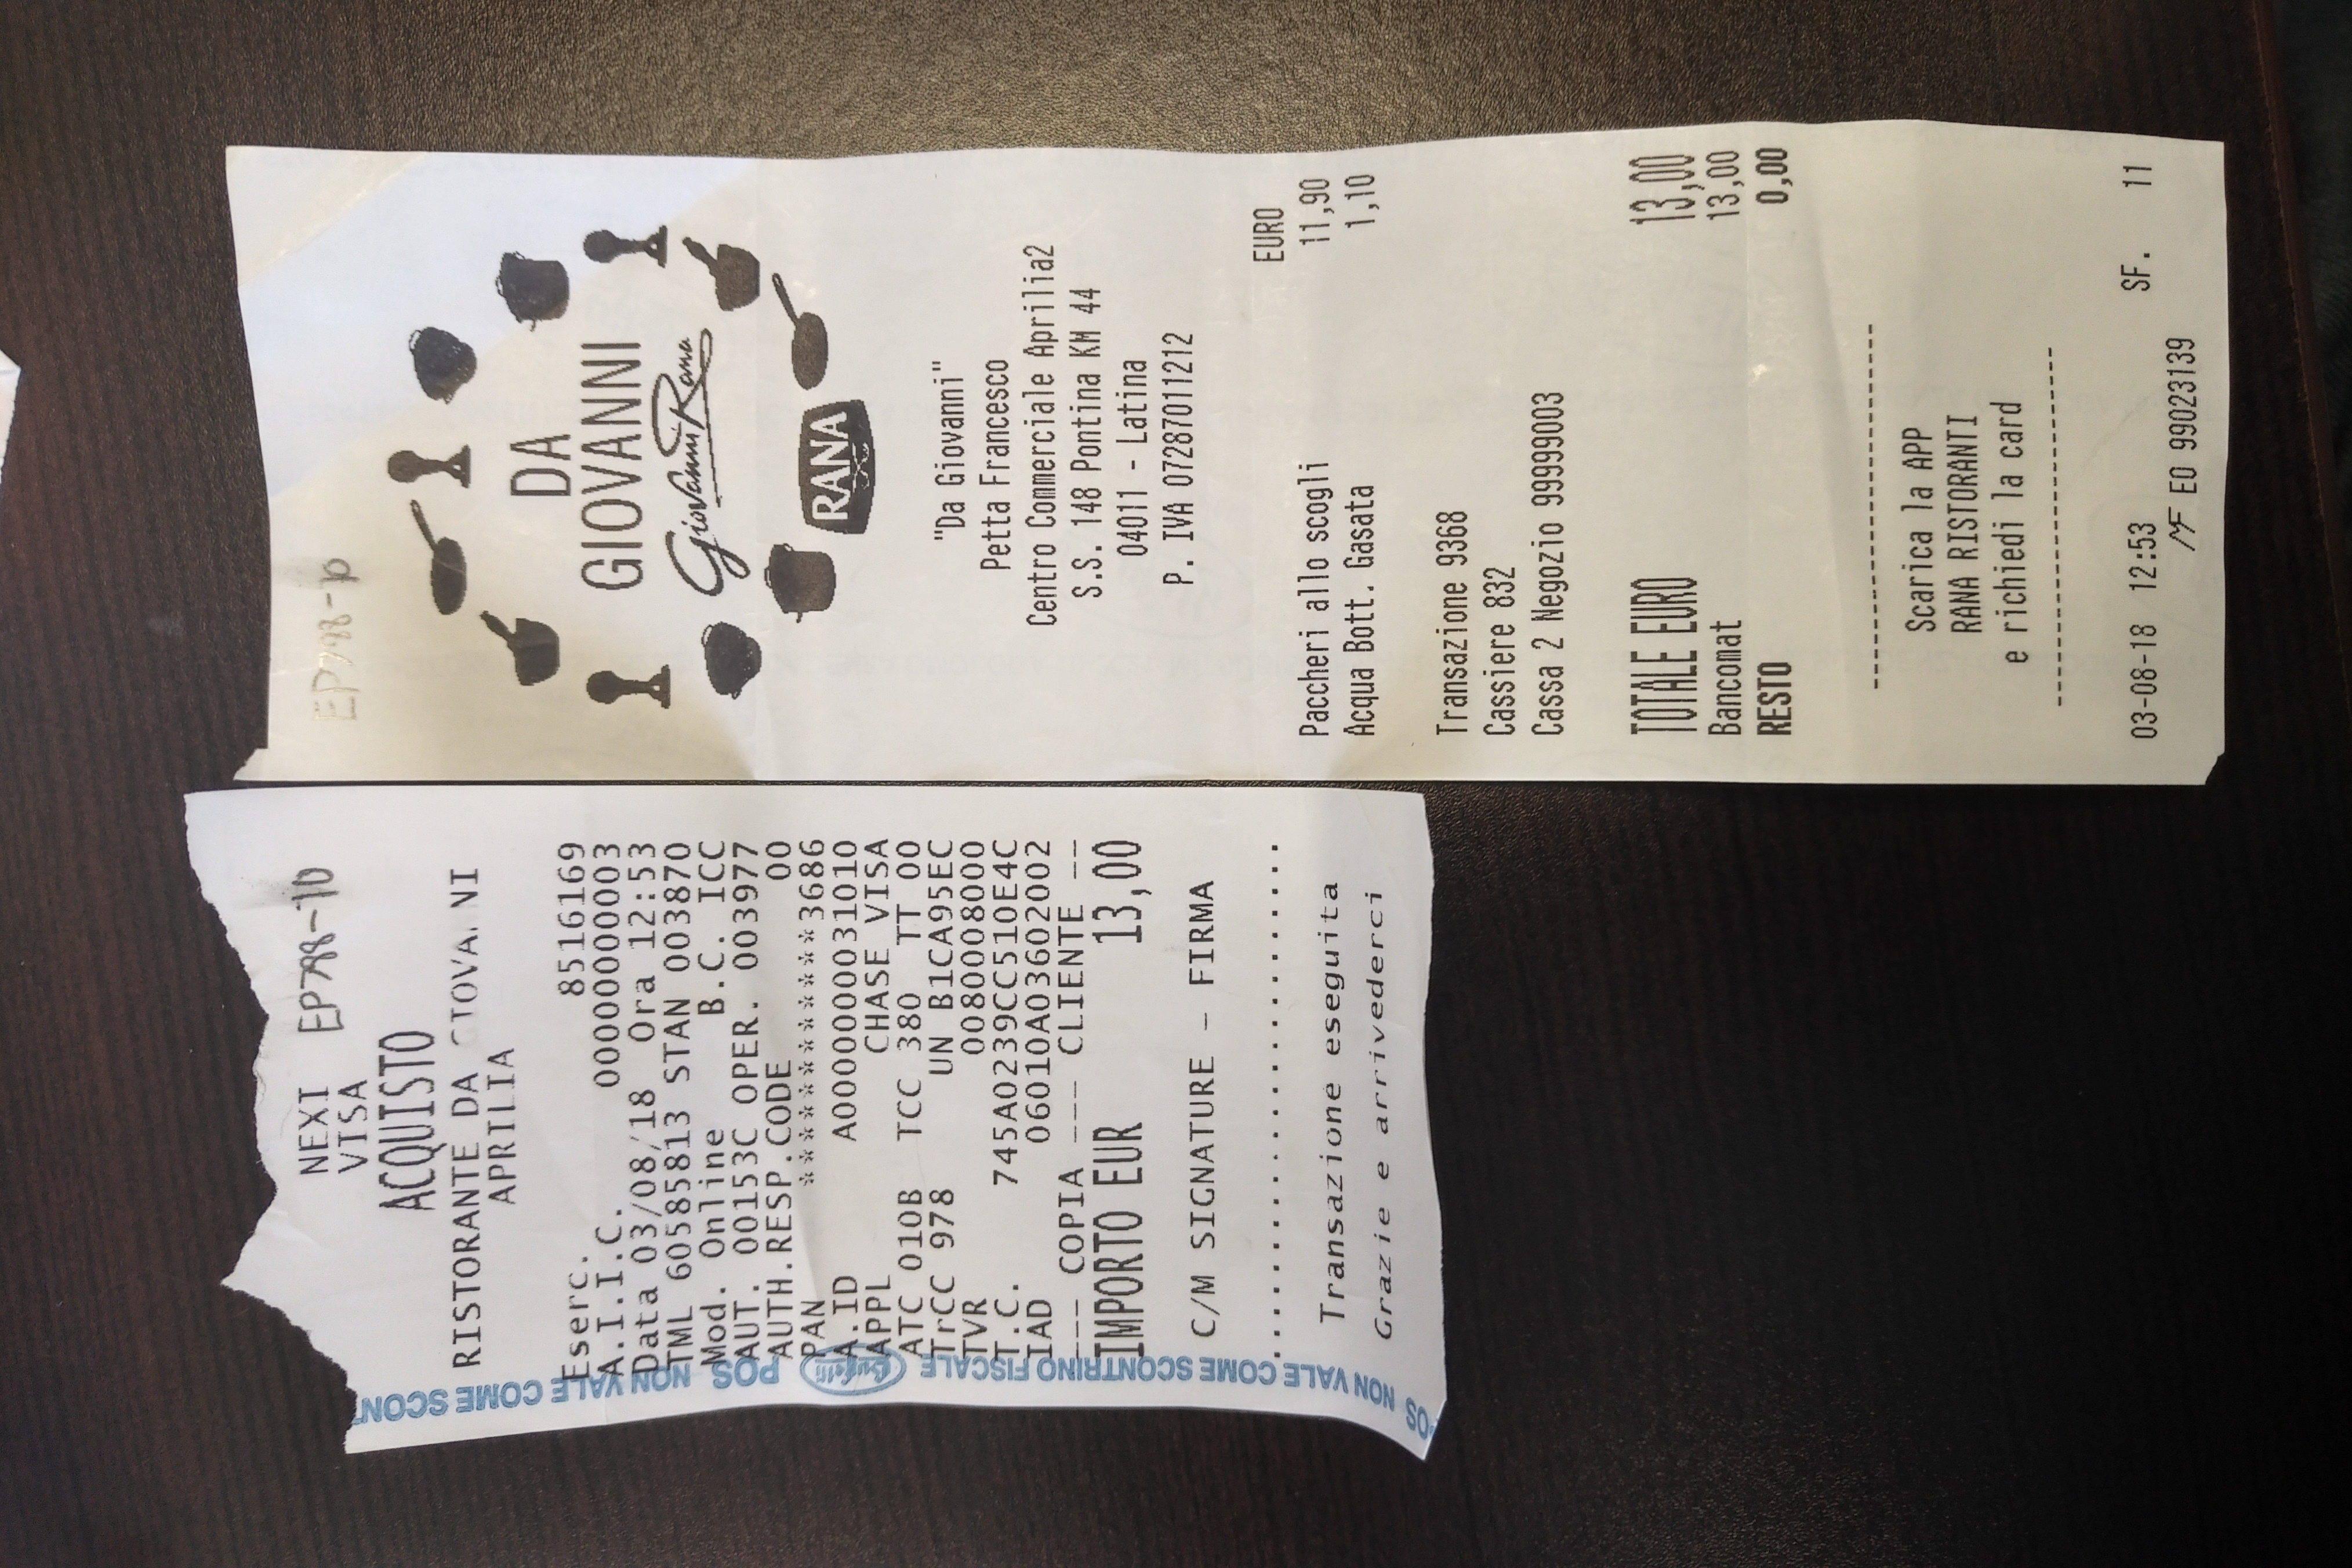 NEXI EP798-10
VISA
ACQUISTO
RISTORANTE DA GIOVANNI
APRILIA
Eserc. 8516169
A.I.I.C. 00000000003
Data 03/08/18 Ora 12:53
TML 60585813 STAN 003870
Mod. Online B.C. ICC
AUT. 00153C OPER. 003977
AUTH.RESP.CODE 00
PAN ************3686
A.ID A0000000031010
APPL CHASE VISA
ATC 010B TCC 380 TT 00
TrCC 978 UN B1CA95EC
TVR 0080008000
T.C. 745A0239CC510E4C
IAD 06010A03602002
--- COPIA --- CLIENTE ---
IMPORTO EUR 13,00
C/M SIGNATURE - FIRMA
........................
Transazione eseguita
Grazie e arrivederci
POS NON VALE COME SCONTRINO FISCALE Buffetti POS NON VALE COME SCONT
EP798-10
DA
GIOVANNI
Giovanni Rana
RANA
"Da Giovanni"
Petta Francesco
Centro Commerciale Aprilia2
S.S. 148 Pontina KM 44
04011 - Latina
P. IVA 07287011212
EURO
Paccheri allo scogli 11,90
Acqua Bott. Gasata 1,10
Transazione 9368
Cassiere 832
Cassa 2 Negozio 99999003
TOTALE EURO 13,00
Bancomat 13,00
RESTO 0,00
--------------------------------
Scarica la APP
RANA RISTORANTI
e richiedi la card
--------------------------------
03-08-18 12:53 SF. 11
MF EO 99023139